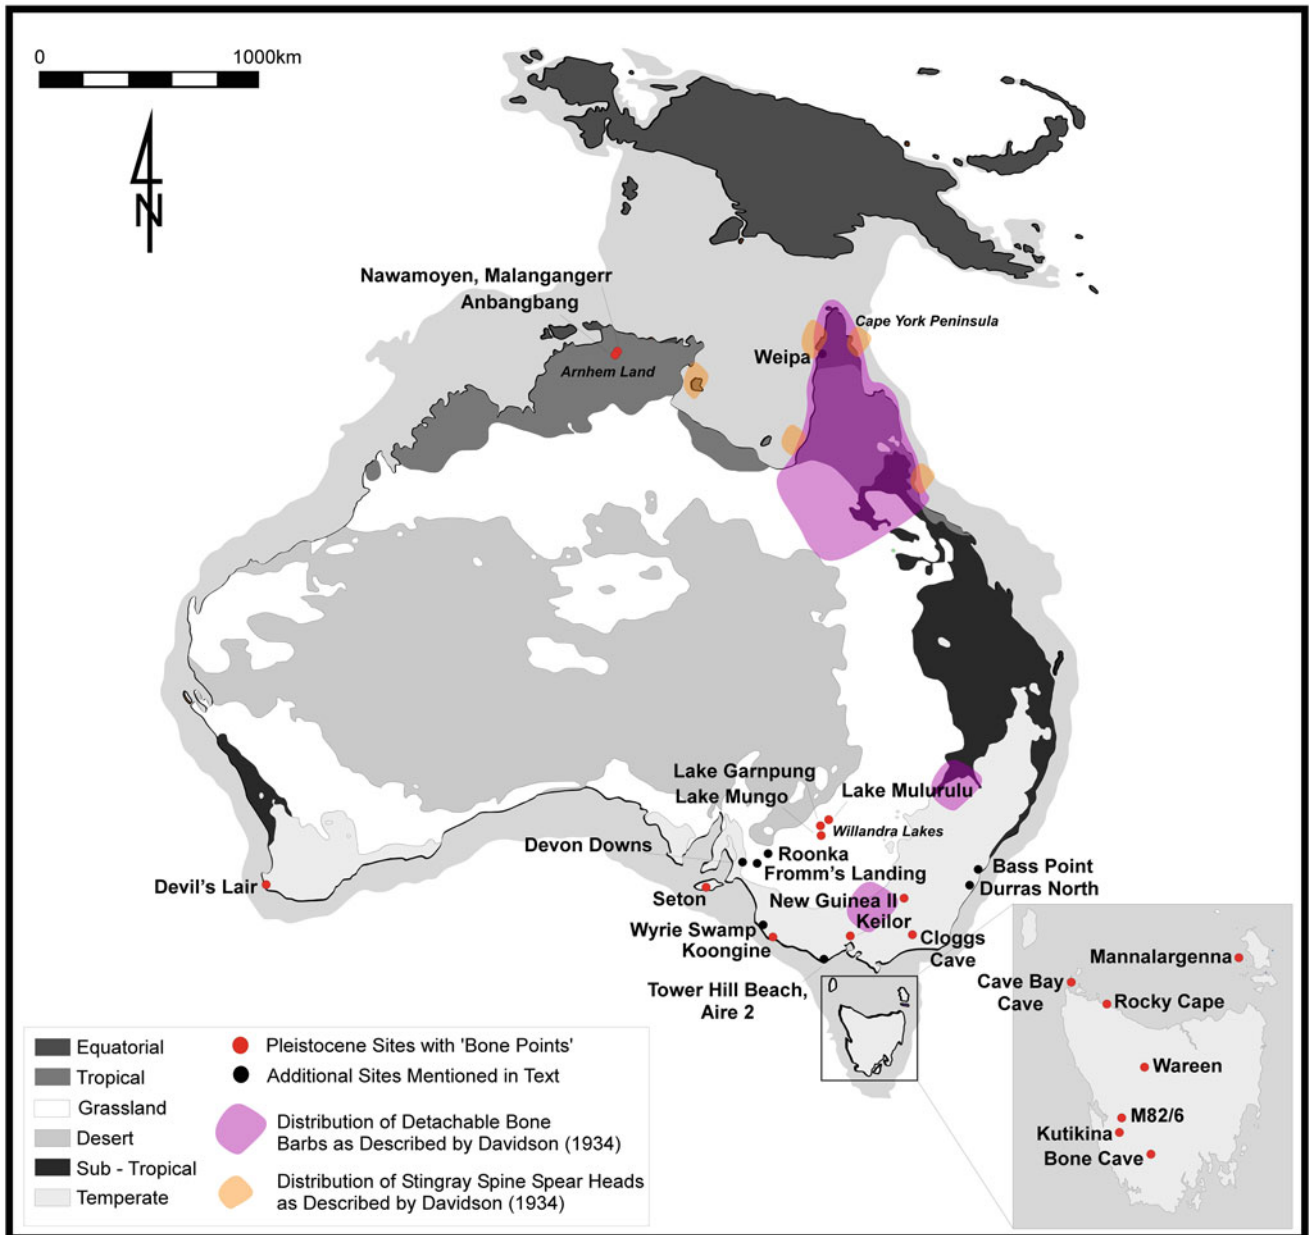 0 1000km
N
Nawamoyen, Malangangerr
Anbangbang
Cape York Peninsula
Weipa
Arnhem Land
Lake Garnpung
Lake Mungo
Lake Mulurulu
Willandra Lakes
Devon Downs
Roonka
Fromm's Landing
Bass Point
Durras North
Devil's Lair
Seton
New Guinea II
Keilor
Wyrie Swamp
Koongine
Cloggs
Cave
Tower Hill Beach,
Aire 2
Mannalargenna
Cave Bay
Cave
Rocky Cape
Wareen
M82/6
Kutikina
Bone Cave
Equatorial
Tropical
Grassland
Desert
Sub - Tropical
Temperate
Pleistocene Sites with 'Bone Points'
Additional Sites Mentioned in Text
Distribution of Detachable Bone
Barbs as Described by Davidson (1934)
Distribution of Stingray Spine Spear Heads
as Described by Davidson (1934)